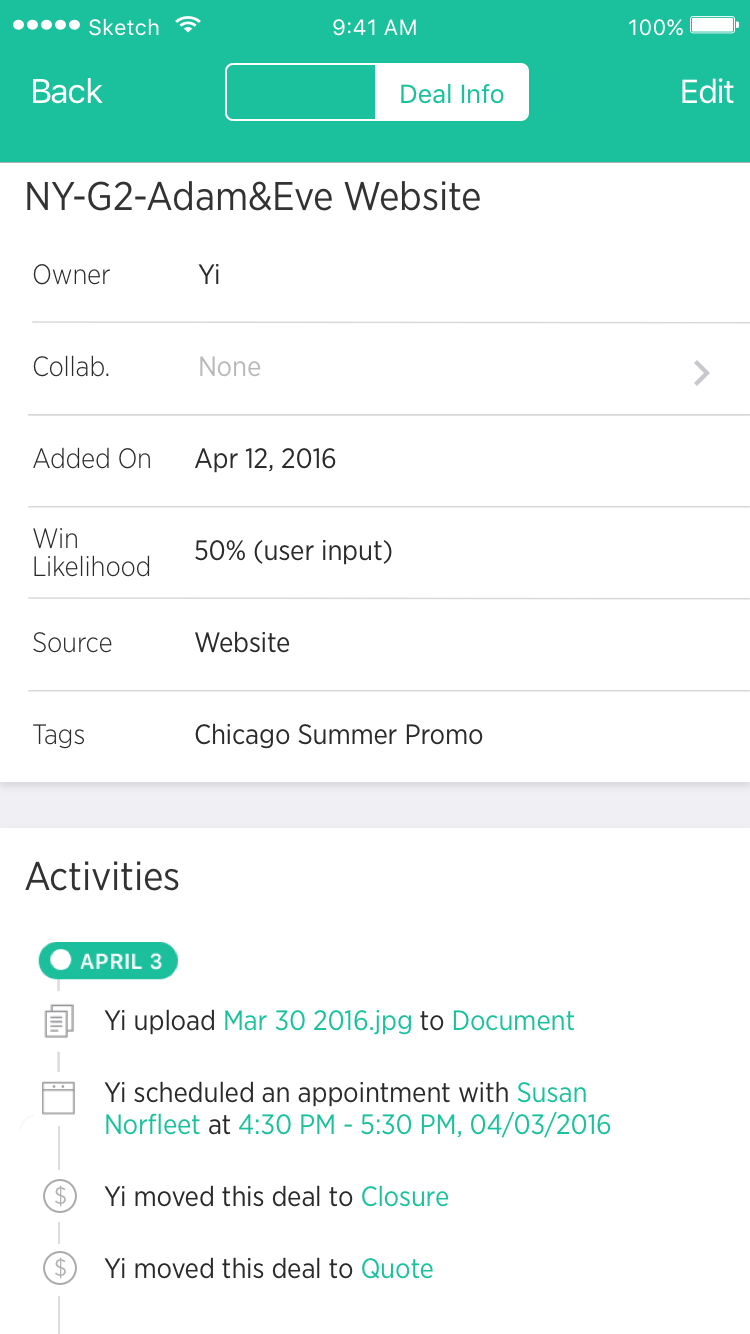 Sketch 9:41 AM 100%
Back Deal Info Edit
NY-G2-Adam&Eve Website
Owner Yi
Collab. None
Added On Apr 12, 2016
Win
Likelihood 50% (user input)
Source Website
Tags Chicago Summer Promo
Activities
APRIL 3
Yi upload Mar 30 2016.jpg to Document
Yi scheduled an appointment with Susan
Norfleet at 4:30 PM - 5:30 PM, 04/03/2016
$ Yi moved this deal to Closure
$ Yi moved this deal to Quote